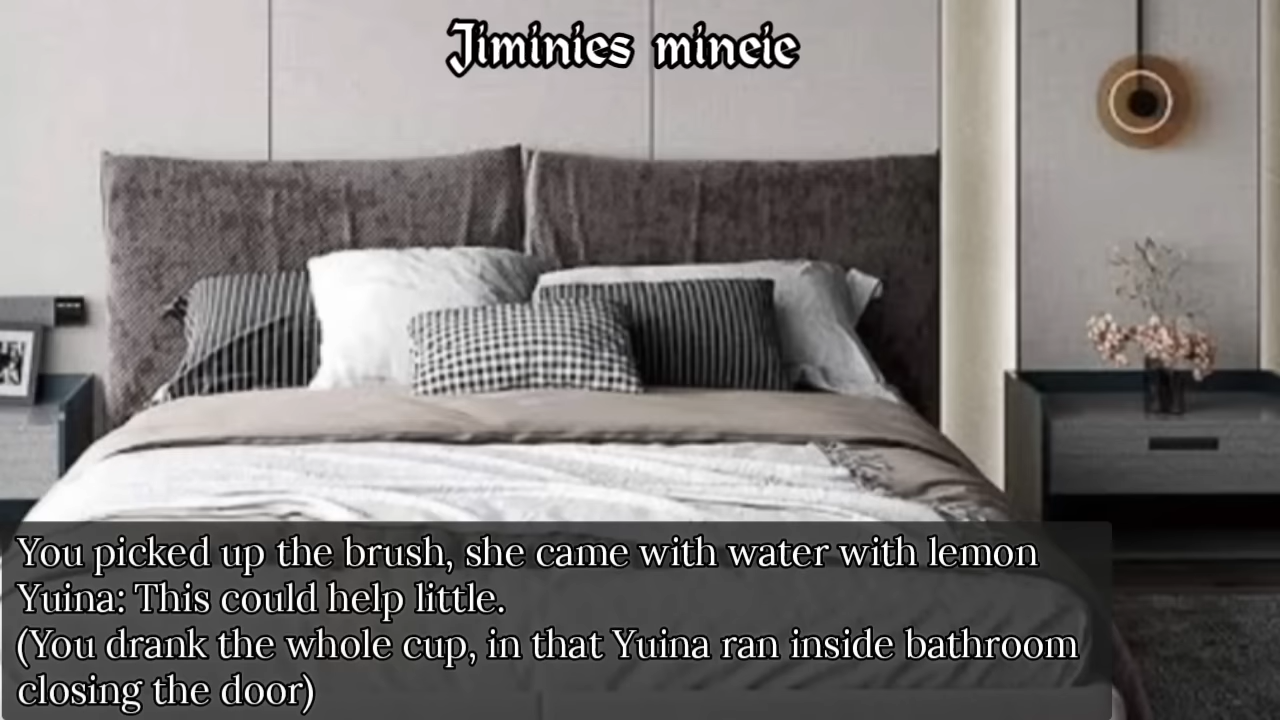 Jiminies mincie
You picked up the brush, she came with water with lemon
Yuina: This could help little.
(You drank the whole cup, in that Yuina ran inside bathroom
closing the door)